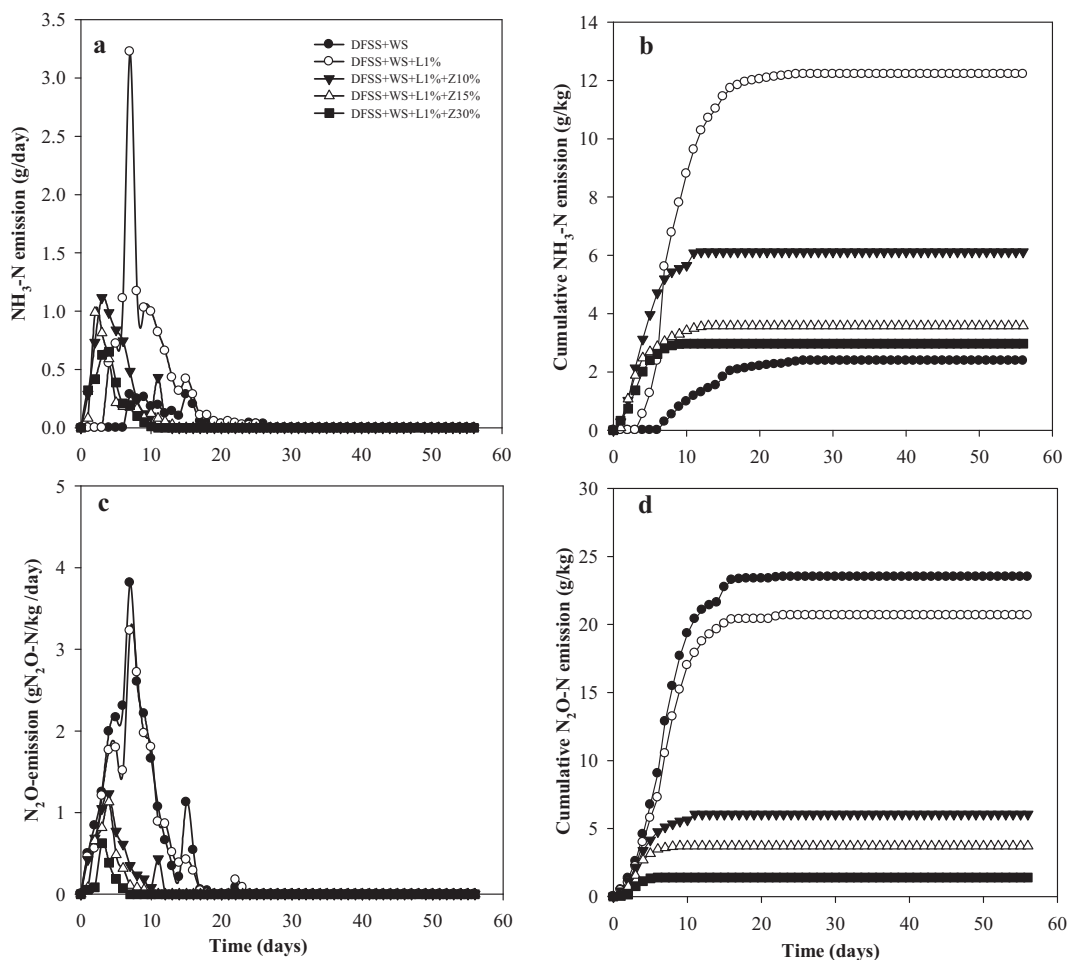 a
DFSS+WS
DFSS+WS+L1%
DFSS+WS+L1%+Z10%
DFSS+WS+L1%+Z15%
DFSS+WS+L1%+Z30%
NH₃-N emission (g/day)
3.5
3.0
2.5
2.0
1.5
1.0
0.5
0.0
0 10 20 30 40 50 60
b
Cumulative NH₃-N emission (g/kg)
14
12
10
8
6
4
2
0
0 10 20 30 40 50 60
c
N₂O-emission (gN₂O-N/kg /day)
5
4
3
2
1
0
0 10 20 30 40 50 60
Time (days)
d
Cumulative N₂O-N emission (g/kg)
30
25
20
15
10
5
0
0 10 20 30 40 50 60
Time (days)